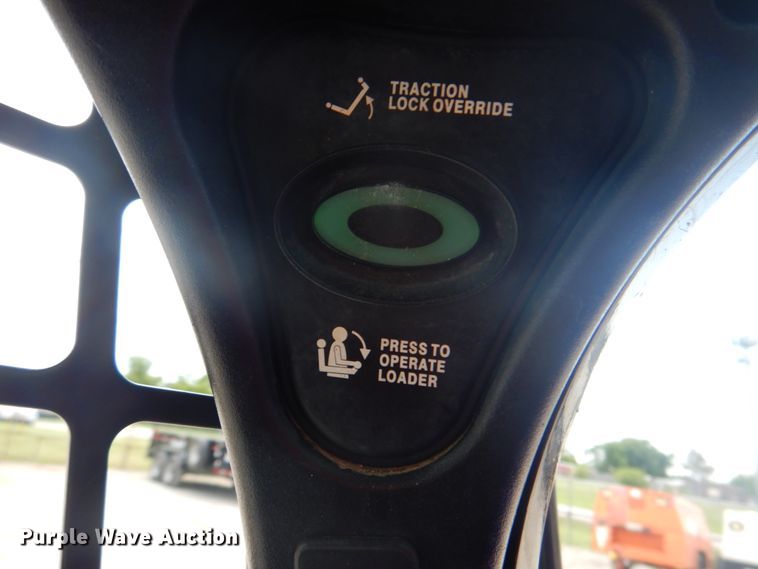 TRACTION
LOCK OVERRIDE
PRESS TO
OPERATE
LOADER
Purple Wave Auction